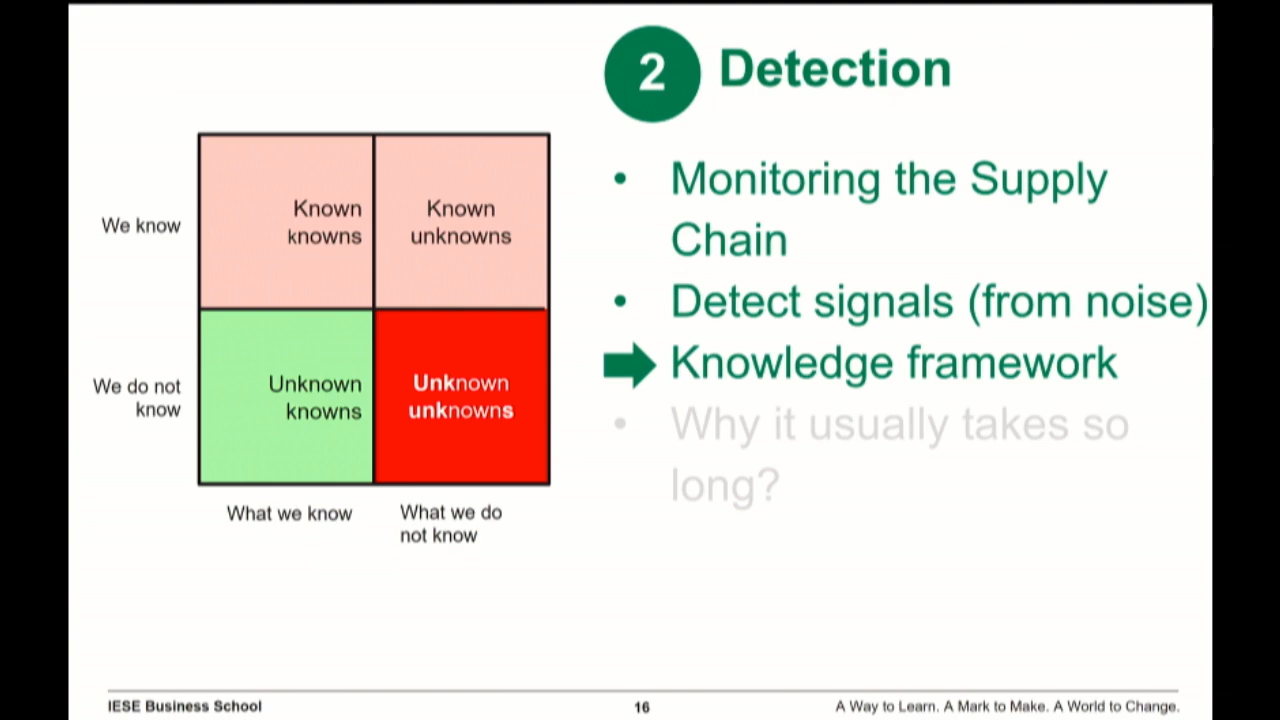 2 Detection
We know
Known
knowns
Known
unknowns
We do not
know
Unknown
knowns
Unknown
unknowns
What we know
What we do
not know
• Monitoring the Supply
Chain
• Detect signals (from noise)
Knowledge framework
• Why it usually takes so
long?
IESE Business School
16
A Way to Learn. A Mark to Make. A World to Change.